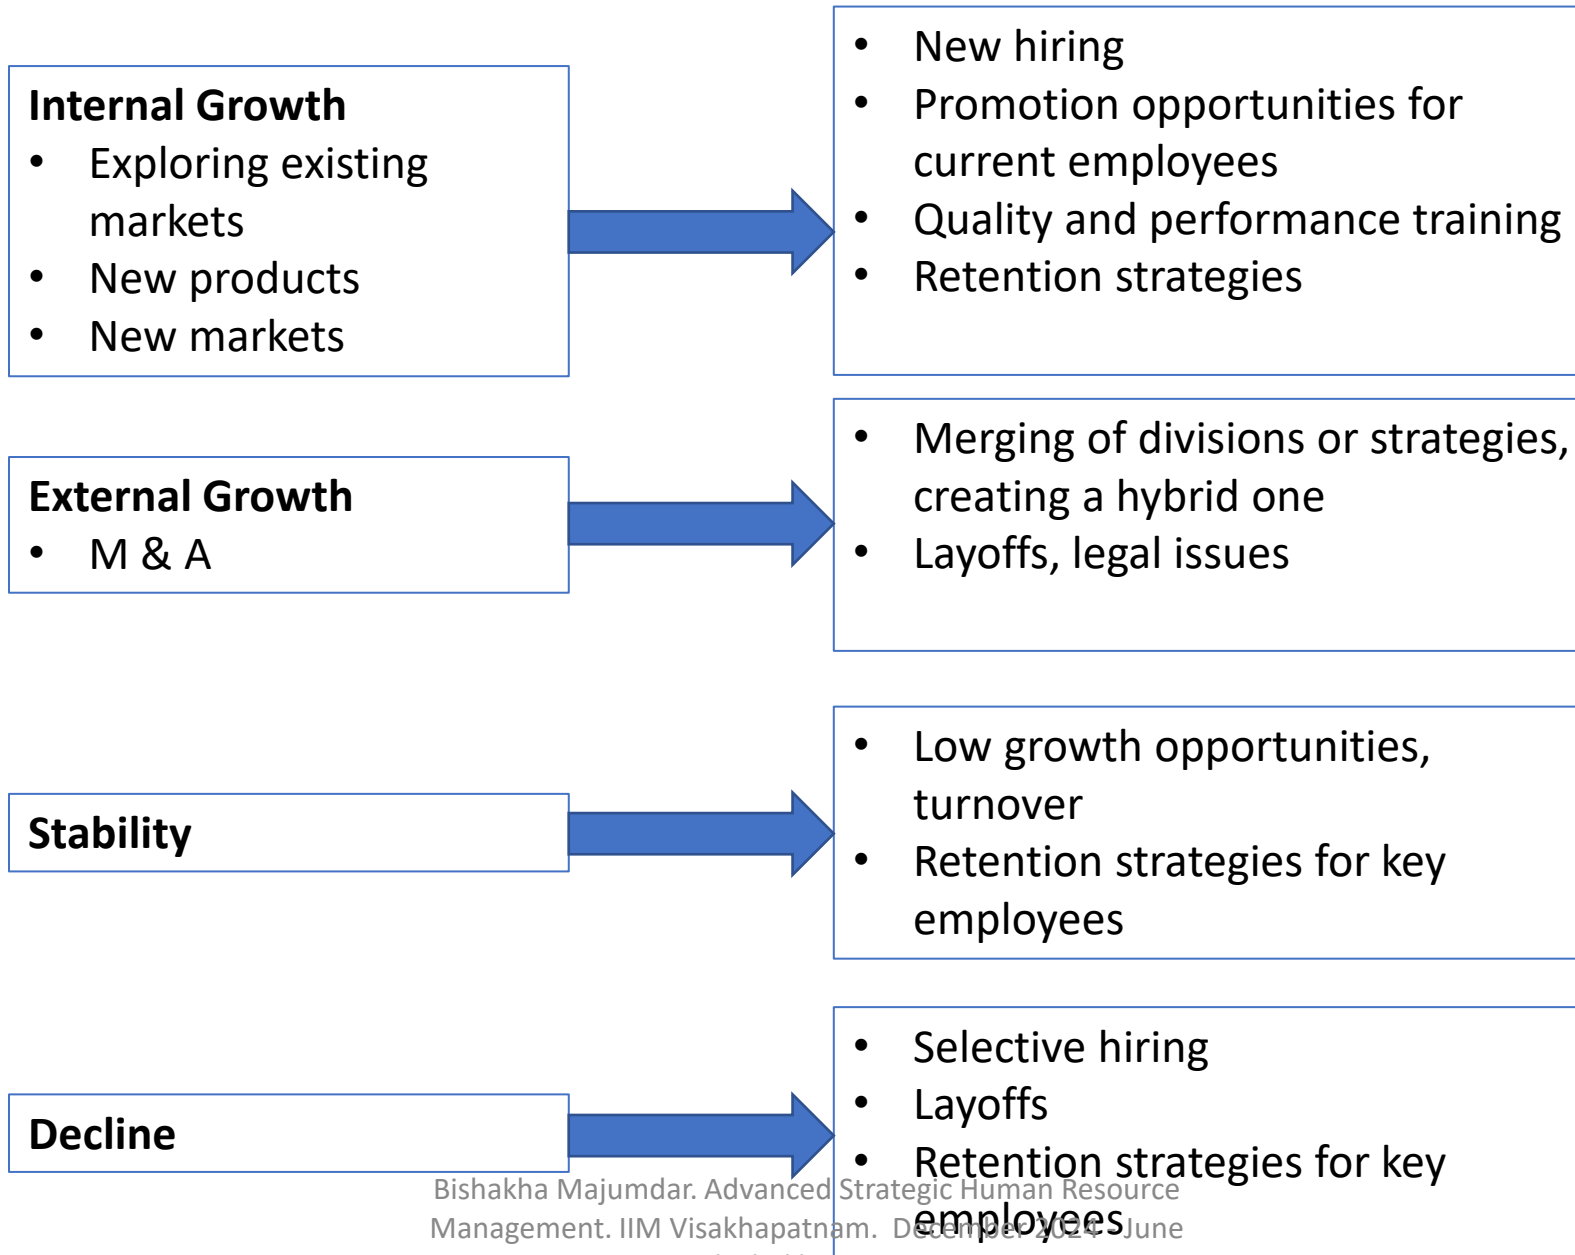 Internal Growth
• Exploring existing
markets
• New products
• New markets
• New hiring
• Promotion opportunities for
current employees
• Quality and performance training
• Retention strategies
External Growth
• M & A
• Merging of divisions or strategies,
creating a hybrid one
• Layoffs, legal issues
Stability
• Low growth opportunities,
turnover
• Retention strategies for key
employees
Decline
• Selective hiring
• Layoffs
• Retention strategies for key
employees
Bishakha Majumdar. Advanced Strategic Human Resource
Management. IIM Visakhapatnam. December 2024 - June